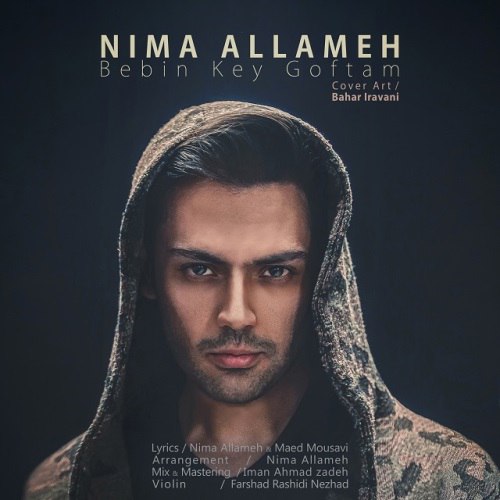 NIMA ALLAMEH
Bebin Key Goftam
Cover Art /
Bahar Iravani
Lyrics / Nima Allameh & Maed Mousavi
Arrangement / Nima Allameh
Mix & Mastering / Iman Ahmad zadeh
Violin / Farshad Rashidi Nezhad